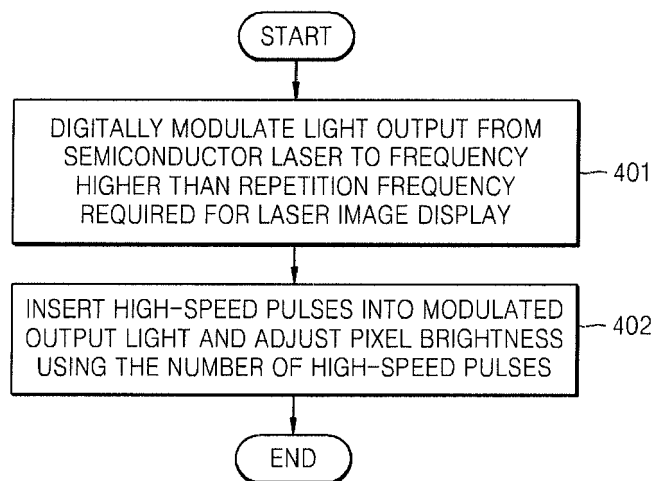 START
DIGITALLY MODULATE LIGHT OUTPUT FROM
SEMICONDUCTOR LASER TO FREQUENCY
HIGHER THAN REPETITION FREQUENCY
REQUIRED FOR LASER IMAGE DISPLAY
401
INSERT HIGH-SPEED PULSES INTO MODULATED
OUTPUT LIGHT AND ADJUST PIXEL BRIGHTNESS
USING THE NUMBER OF HIGH-SPEED PULSES
402
END